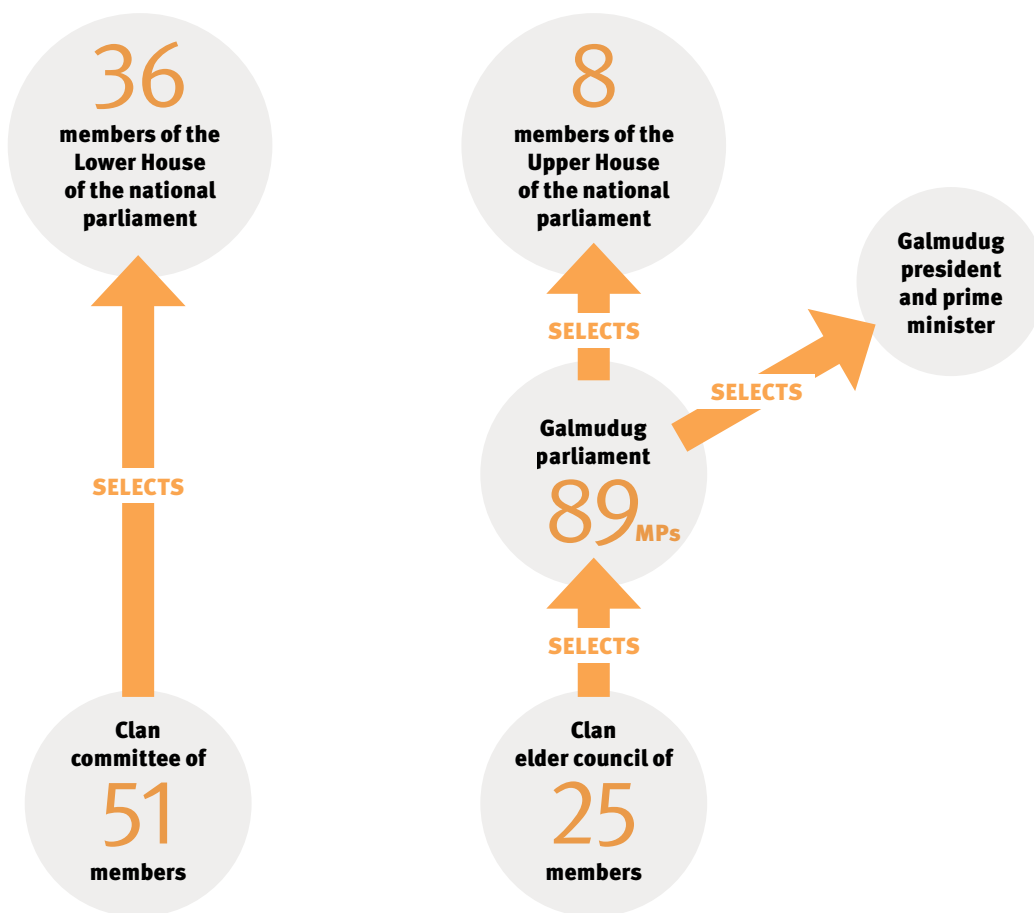 36
members of the
Lower House
of the national
parliament
SELECTS
Clan
committee of
51
members
8
members of the
Upper House
of the national
parliament
SELECTS
Galmudug
parliament
89 MPs
SELECTS
Clan
elder council of
25
members
SELECTS
Galmudug
president
and prime
minister